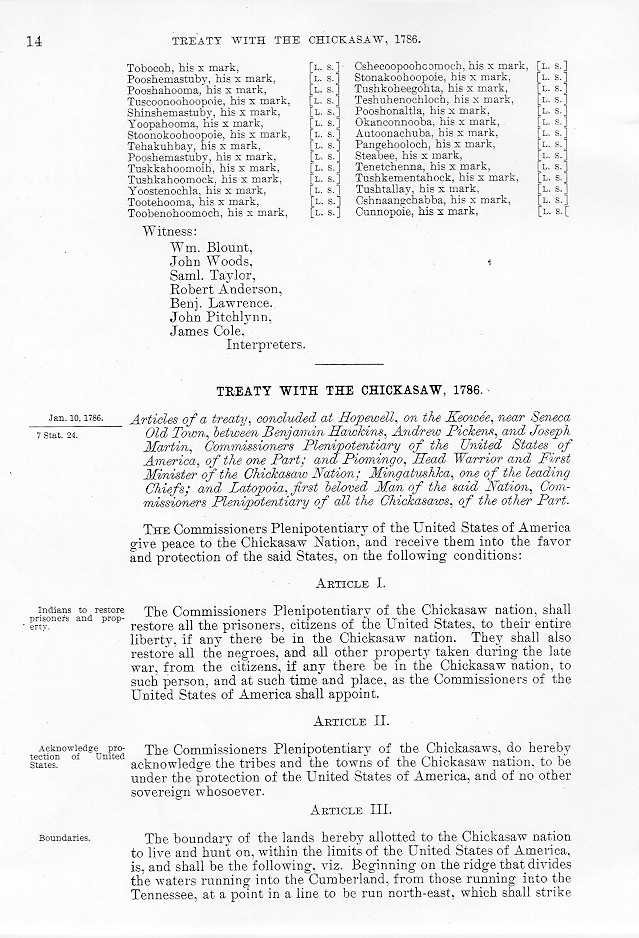 14
TREATY WITH THE CHICKASAW, 1786.
Tobocoh, his x mark, [L. S.]
Pooshemastuby, his x mark, [L. S.]
Pooshahooma, his x mark, [L. S.]
Tuscoonoohoopoie, his x mark, [L. S.]
Shinshemastuby, his x mark, [L. S.]
Yoopahooma, his x mark, [L. S.]
Stoonokoohoopoie, his x mark, [L. S.]
Tehakuhbay, his x mark, [L. S.]
Pooshemastuby, his x mark, [L. S.]
Tuskkahoomoih, his x mark, [L. S.]
Tushkahoomock, his x mark, [L. S.]
Yoostenochla, his x mark, [L. S.]
Tootehooma, his x mark, [L. S.]
Toobenohoomoch, his x mark, [L. S.]
Oshecoopoohoomoch, his x mark, [L. S.]
Stonakoohoopoie, his x mark, [L. S.]
Tushkoheegohta, his x mark, [L. S.]
Teshuhenochloch, his x mark, [L. S.]
Pooshonaltla, his x mark, [L. S.]
Okanconnooba, his x mark, [L. S.]
Autoonachuba, his x mark, [L. S.]
Pangehooloch, his x mark, [L. S.]
Steabee, his x mark, [L. S.]
Tenetchenna, his x mark, [L. S.]
Tushkementahock, his x mark, [L. S.]
Tushtallay, his x mark, [L. S.]
Oshnaangchabba, his x mark, [L. S.]
Cunnopoie, his x mark, [L. S.[
Witness:
Wm. Blount,
John Woods,
Saml. Taylor,
Robert Anderson,
Benj. Lawrence.
John Pitchlynn,
James Cole,
Interpreters.
TREATY WITH THE CHICKASAW, 1786.
Jan. 10, 1786.
7 Stat. 24.
Articles of a treaty, concluded at Hopewell, on the Keowée, near Seneca
Old Town, between Benjamin Hawkins, Andrew Pickens, and Joseph
Martin, Commissioners Plenipotentiary of the United States of
America, of the one Part; and Piomingo, Head Warrior and First
Minister of the Chickasaw Nation; Mingatushka, one of the leading
Chiefs; and Latopoia, first beloved Man of the said Nation, Com-
missioners Plenipotentiary of all the Chickasaws, of the other Part.
THE Commissioners Plenipotentiary of the United States of America
give peace to the Chickasaw Nation, and receive them into the favor
and protection of the said States, on the following conditions:
ARTICLE I.
Indians to restore
prisoners and prop-
erty.
The Commissioners Plenipotentiary of the Chickasaw nation, shall
restore all the prisoners, citizens of the United States, to their entire
liberty, if any there be in the Chickasaw nation. They shall also
restore all the negroes, and all other property taken during the late
war, from the citizens, if any there be in the Chickasaw nation, to
such person, and at such time and place, as the Commissioners of the
United States of America shall appoint.
ARTICLE II.
Acknowledge pro-
tection of United
States.
The Commissioners Plenipotentiary of the Chickasaws, do hereby
acknowledge the tribes and the towns of the Chickasaw nation, to be
under the protection of the United States of America, and of no other
sovereign whosoever.
ARTICLE III.
Boundaries.
The boundary of the lands hereby allotted to the Chickasaw nation
to live and hunt on, within the limits of the United States of America,
is, and shall be the following, viz. Beginning on the ridge that divides
the waters running into the Cumberland, from those running into the
Tennessee, at a point in a line to be run north-east, which shall strike